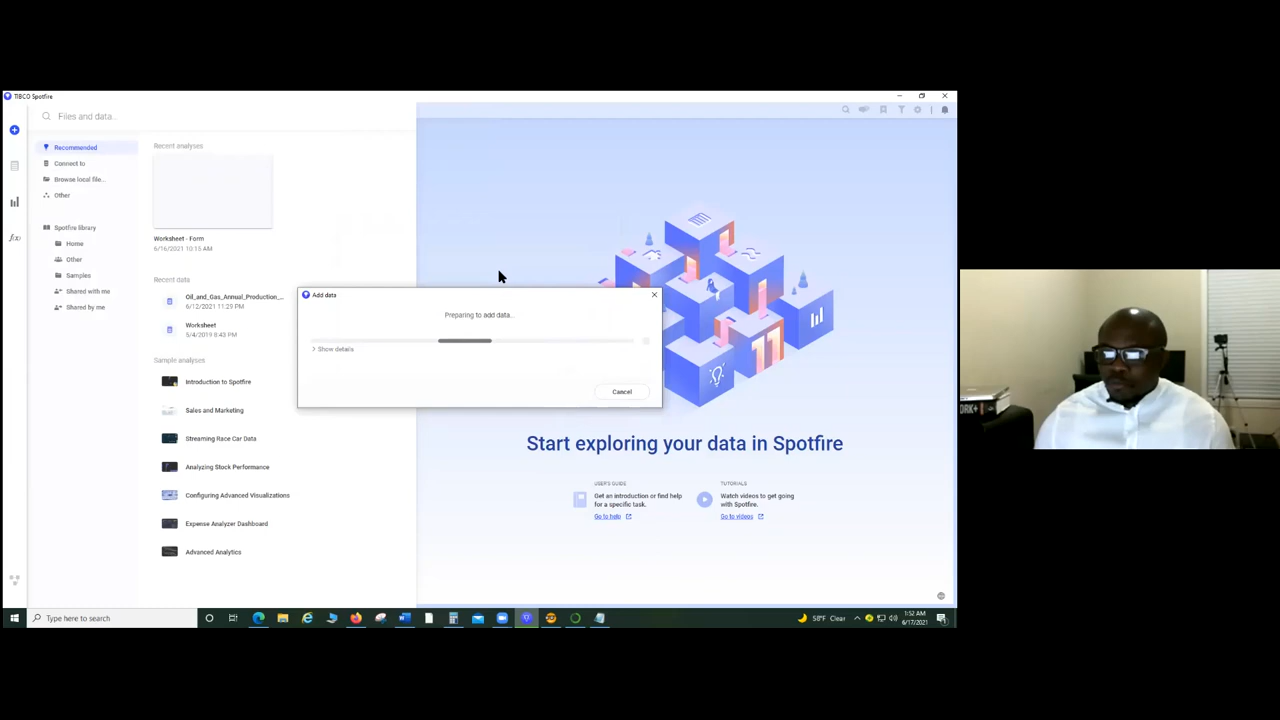 TIBCO Spotfire
Files and data...
Recommended
Connect to
Browse local file...
Other
Spotfire library
Home
Other
Samples
Shared with me
Shared by me
Recent analyses
Worksheet - Form
6/16/2021 10:15 AM
Recent data
Oil_and_Gas_Annual_Production_...
6/12/2021 11:29 PM
Worksheet
5/4/2019 8:43 PM
Sample analyses
Introduction to Spotfire
Sales and Marketing
Streaming Race Car Data
Analyzing Stock Performance
Configuring Advanced Visualizations
Expense Analyzer Dashboard
Advanced Analytics
Add data
Preparing to add data...
Show details
Cancel
11
Start exploring your data in Spotfire
USER'S GUIDE
Get an introduction or find help
for a specific task.
Go to help
TUTORIALS
Watch videos to get going
with Spotfire.
Go to videos
f(x)
Type here to search
58°F Clear
1:52 AM
6/17/2021